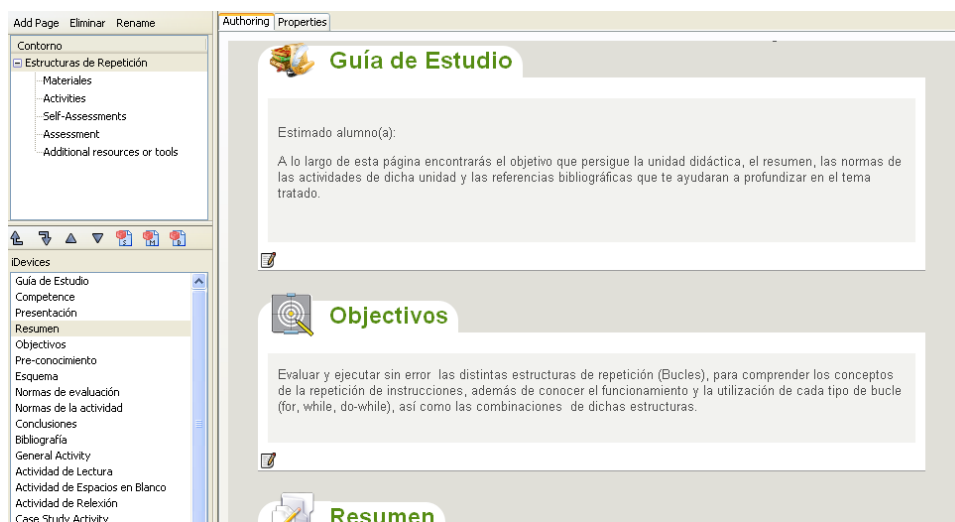 Add Page Eliminar Rename
Contorno
Estructuras de Repetición
Materiales
Activities
Self-Assessments
Assessment
Additional resources or tools
S M D
iDevices
Guía de Estudio
Competence
Presentación
Resumen
Objectivos
Pre-conocimiento
Esquema
Normas de evaluación
Normas de la actividad
Conclusiones
Bibliografía
General Activity
Actividad de Lectura
Actividad de Espacios en Blanco
Actividad de Relexión
Case Study Activity
Authoring Properties
Guía de Estudio
Estimado alumno(a):
A lo largo de esta página encontrarás el objetivo que persigue la unidad didáctica, el resumen, las normas de
las actividades de dicha unidad y las referencias bibliográficas que te ayudaran a profundizar en el tema
tratado.
Objectivos
Evaluar y ejecutar sin error las distintas estructuras de repetición (Bucles), para comprender los conceptos
de la repetición de instrucciones, además de conocer el funcionamiento y la utilización de cada tipo de bucle
(for, while, do-while), así como las combinaciones de dichas estructuras.
Resumen